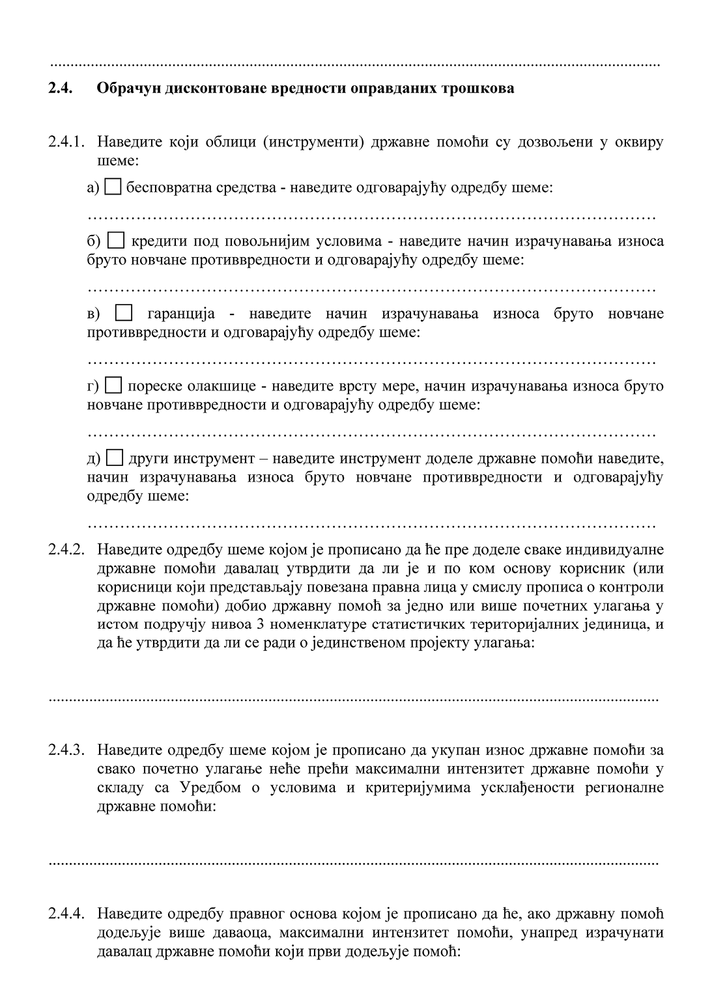 ......................................................................................................................................................
2.4. Обрачун дисконтоване вредности оправданих трошкова
2.4.1. Наведите који облици (инструменти) државне помоћи су дозвољени у оквиру
шеме:
а) ☐ бесповратна средства - наведите одговарајућу одредбу шеме:
……………………………………………………………………………………………
б) ☐ кредити под повољнијим условима - наведите начин израчунавања износа
бруто новчане противвредности и одговарајућу одредбу шеме:
……………………………………………………………………………………………
в) ☐ гаранција - наведите начин израчунавања износа бруто новчане
противвредности и одговарајућу одредбу шеме:
……………………………………………………………………………………………
г) ☐ пореске олакшице - наведите врсту мере, начин израчунавања износа бруто
новчане противвредности и одговарајућу одредбу шеме:
……………………………………………………………………………………………
д) ☐ други инструмент – наведите инструмент доделе државне помоћи наведите,
начин израчунавања износа бруто новчане противвредности и одговарајућу
одредбу шеме:
……………………………………………………………………………………………
2.4.2. Наведите одредбу шеме којом је прописано да ће пре доделе сваке индивидуалне
државне помоћи давалац утврдити да ли је и по ком основу корисник (или
корисници који представљају повезана правна лица у смислу прописа о контроли
државне помоћи) добио државну помоћ за једно или више почетних улагања у
истом подручју нивоа 3 номенклатуре статистичких територијалних јединица, и
да ће утврдити да ли се ради о јединственом пројекту улагања:
......................................................................................................................................................
2.4.3. Наведите одредбу шеме којом је прописано да укупан износ државне помоћи за
свако почетно улагање неће прећи максимални интензитет државне помоћи у
складу са Уредбом о условима и критеријумима усклађености регионалне
државне помоћи:
......................................................................................................................................................
2.4.4. Наведите одредбу правног основа којом је прописано да ће, ако државну помоћ
додељује више даваоца, максимални интензитет помоћи, унапред израчунати
давалац државне помоћи који први додељује помоћ: